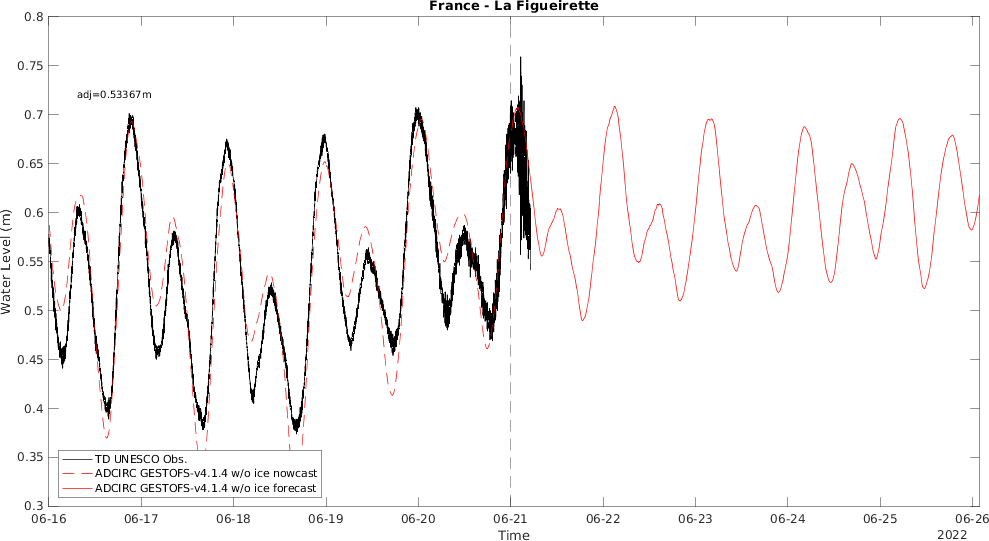 France - La Figueirette
0.8
0.75
0.7
0.65
0.6
0.55
0.5
0.45
0.4
0.35
0.3
Water Level (m)
adj=0.53367m
TD UNESCO Obs.
ADCIRC GESTOFS-v4.1.4 w/o ice nowcast
ADCIRC GESTOFS-v4.1.4 w/o ice forecast
06-16 06-17 06-18 06-19 06-20 06-21 06-22 06-23 06-24 06-25 06-26
Time
2022